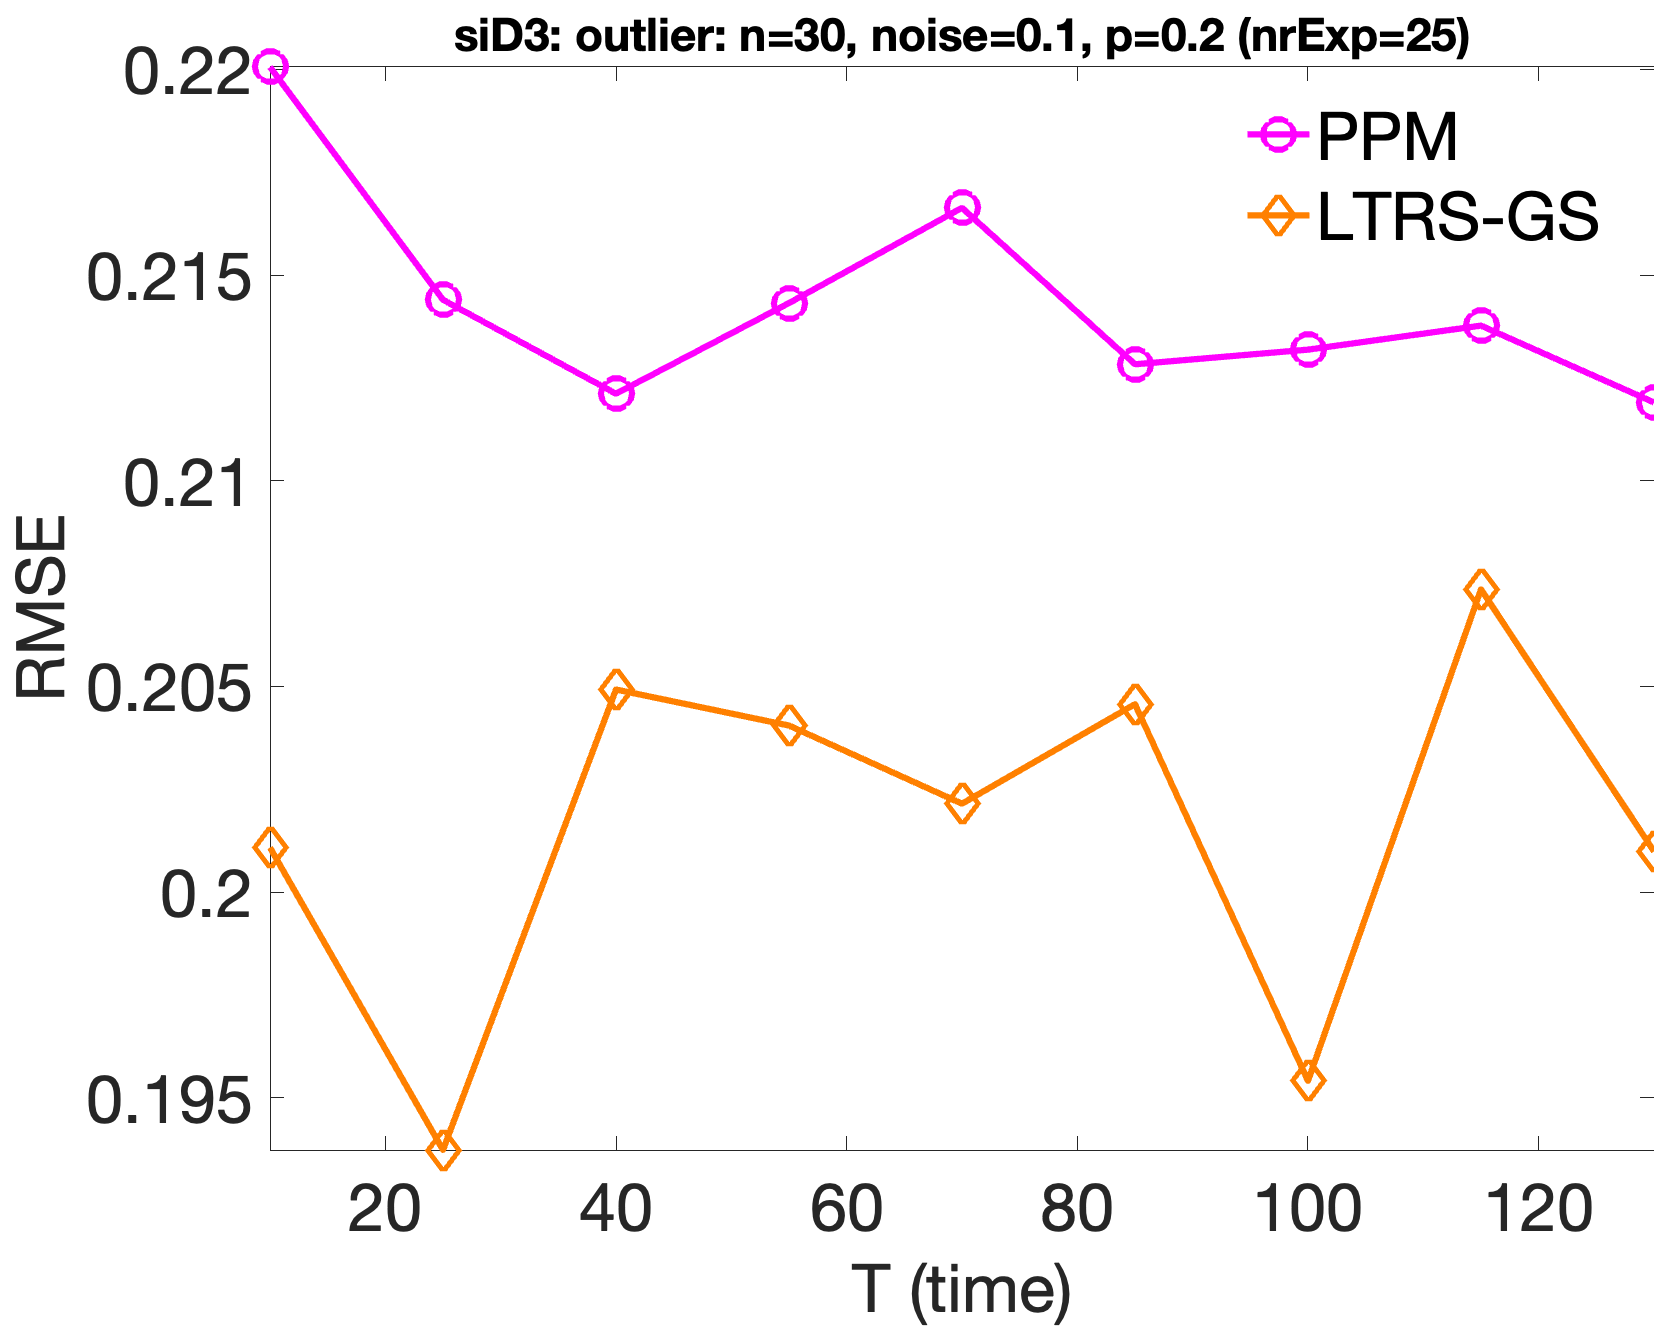 siD3: outlier: n=30, noise=0.1, p=0.2 (nrExp=25)
0.22
0.215
0.21
0.205
0.2
0.195
RMSE
PPM
LTRS-GS
20 40 60 80 100 120
T (time)